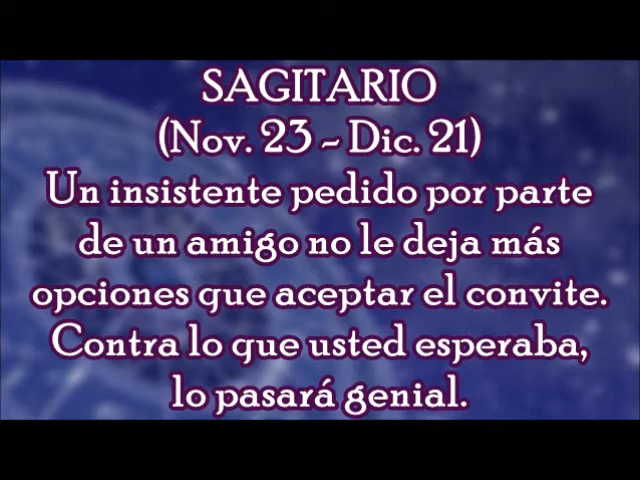 SAGITARIO
(Nov. 23 ~ Dic. 21)
Un insistente pedido por parte
de un amigo no le deja más
opciones que aceptar el convite.
Contra lo que usted esperaba,
lo pasará genial.